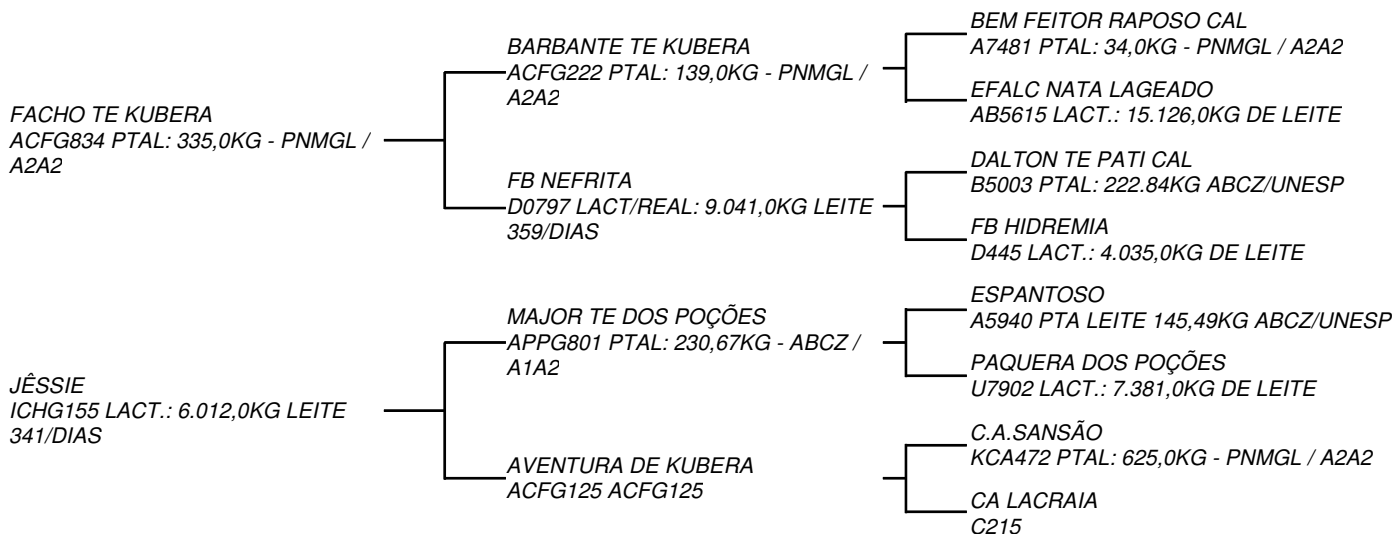 FACHO TE KUBERA
ACFG834 PTAL: 335,0KG - PNMGL /
A2A2
JÊSSIE
ICHG155 LACT.: 6.012,0KG LEITE
341/DIAS
BARBANTE TE KUBERA
ACFG222 PTAL: 139,0KG - PNMGL /
A2A2
FB NEFRITA
D0797 LACT/REAL: 9.041,0KG LEITE
359/DIAS
MAJOR TE DOS POÇÕES
APPG801 PTAL: 230,67KG - ABCZ /
A1A2
AVENTURA DE KUBERA
ACFG125 ACFG125
BEM FEITOR RAPOSO CAL
A7481 PTAL: 34,0KG - PNMGL / A2A2
EFALC NATA LAGEADO
AB5615 LACT.: 15.126,0KG DE LEITE
DALTON TE PATI CAL
B5003 PTAL: 222.84KG ABCZ/UNESP
FB HIDREMIA
D445 LACT.: 4.035,0KG DE LEITE
ESPANTOSO
A5940 PTA LEITE 145,49KG ABCZ/UNESP
PAQUERA DOS POÇÕES
U7902 LACT.: 7.381,0KG DE LEITE
C.A.SANSÃO
KCA472 PTAL: 625,0KG - PNMGL / A2A2
CA LACRAIA
C215